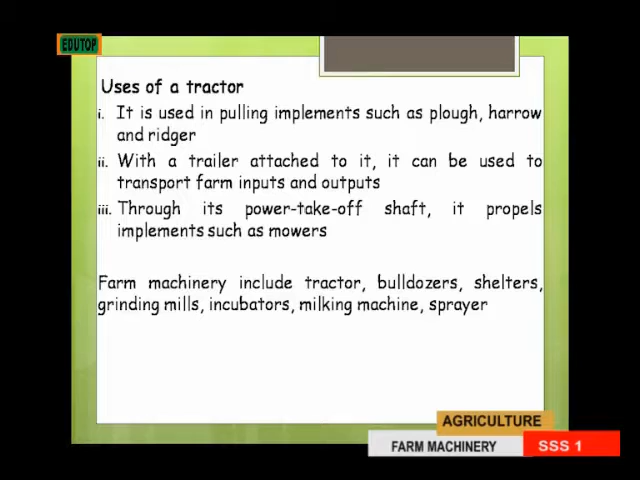 EDUTOP
Uses of a tractor
i. It is used in pulling implements such as plough, harrow
and ridger
ii. With a trailer attached to it, it can be used to
transport farm inputs and outputs
iii. Through its power-take-off shaft, it propels
implements such as mowers
Farm machinery include tractor, bulldozers, shelters,
grinding mills, incubators, milking machine, sprayer
AGRICULTURE
FARM MACHINERY SSS 1